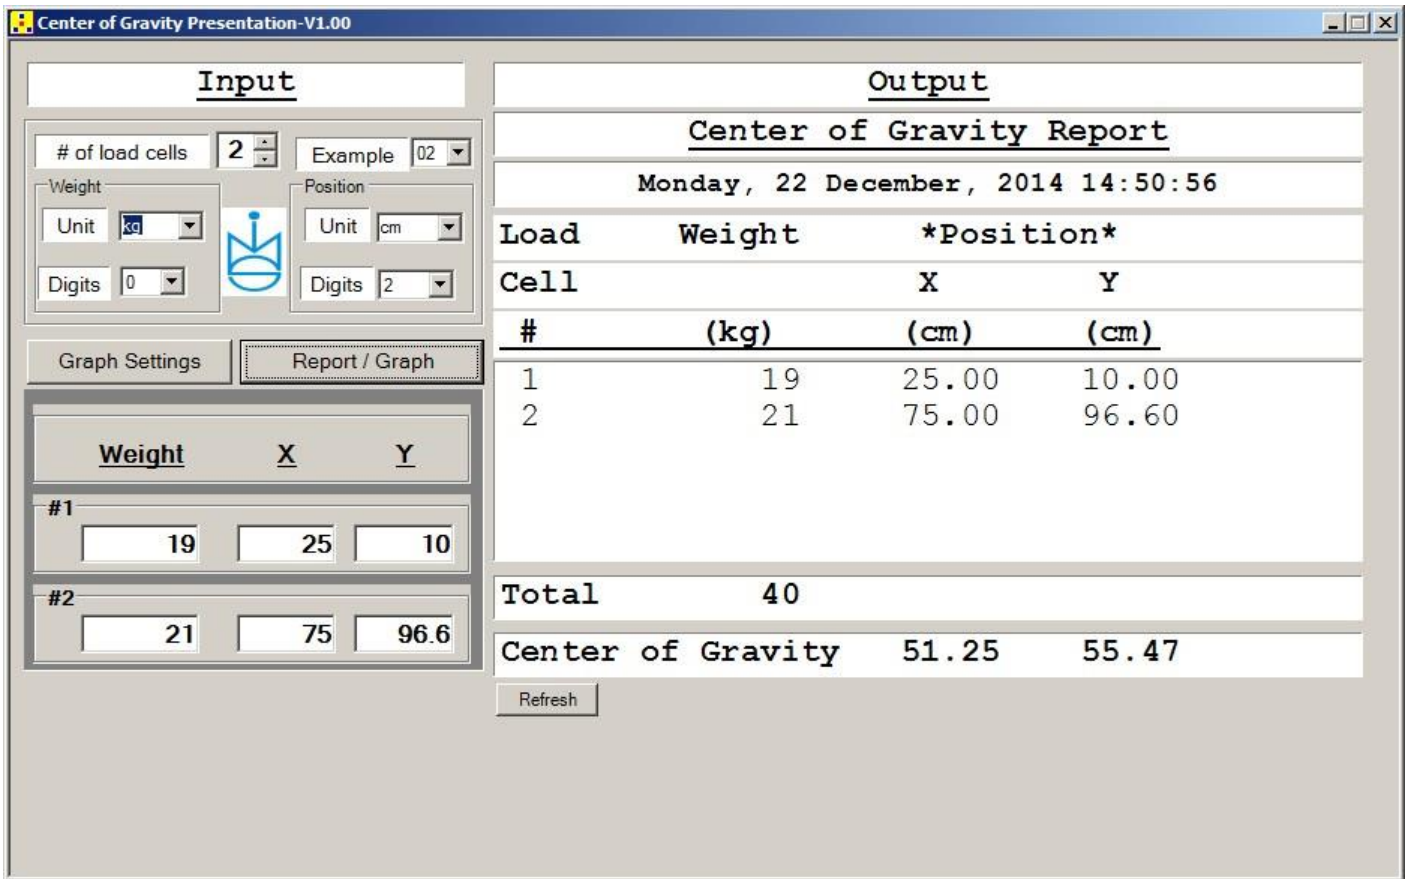 Center of Gravity Presentation-V1.00
Input
# of load cells 2 Example 02
Weight Position
Unit kg Unit cm
Digits 0 Digits 2
Graph Settings Report / Graph
Weight X Y
#1
19 25 10
#2
21 75 96.6
Output
Center of Gravity Report
Monday, 22 December, 2014 14:50:56
Load Weight *Position*
Cell X Y
# (kg) (cm) (cm)
1 19 25.00 10.00
2 21 75.00 96.60
Total 40
Center of Gravity 51.25 55.47
Refresh